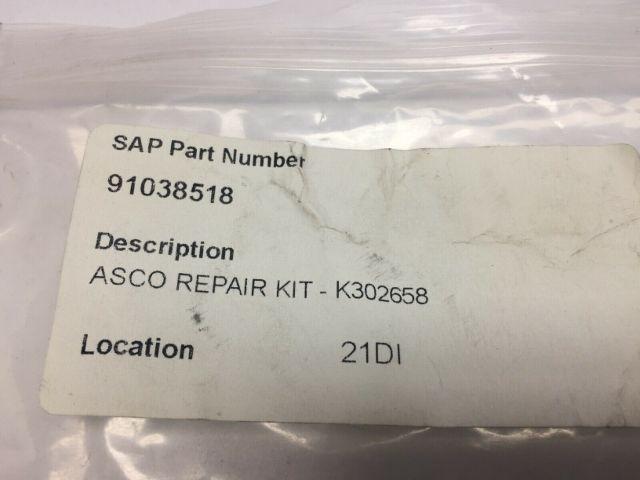 SAP Part Number
91038518
Description
ASCO REPAIR KIT - K302658
Location 21DI